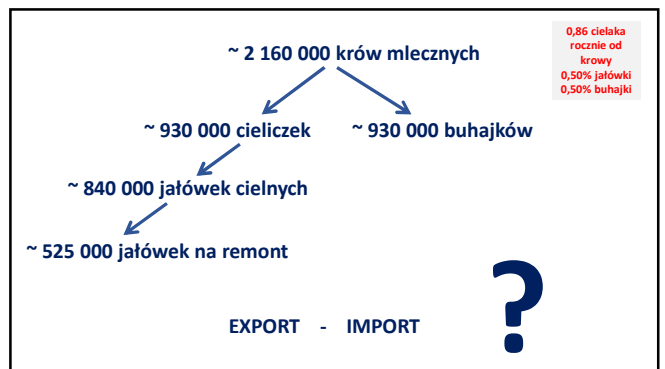 0,86 cielaka
rocznie od
krowy
0,50% jałówki
0,50% buhajki
~ 2 160 000 krów mlecznych
~ 930 000 cieliczek
~ 930 000 buhajków
~ 840 000 jałówek cielnych
~ 525 000 jałówek na remont
EXPORT - IMPORT
?